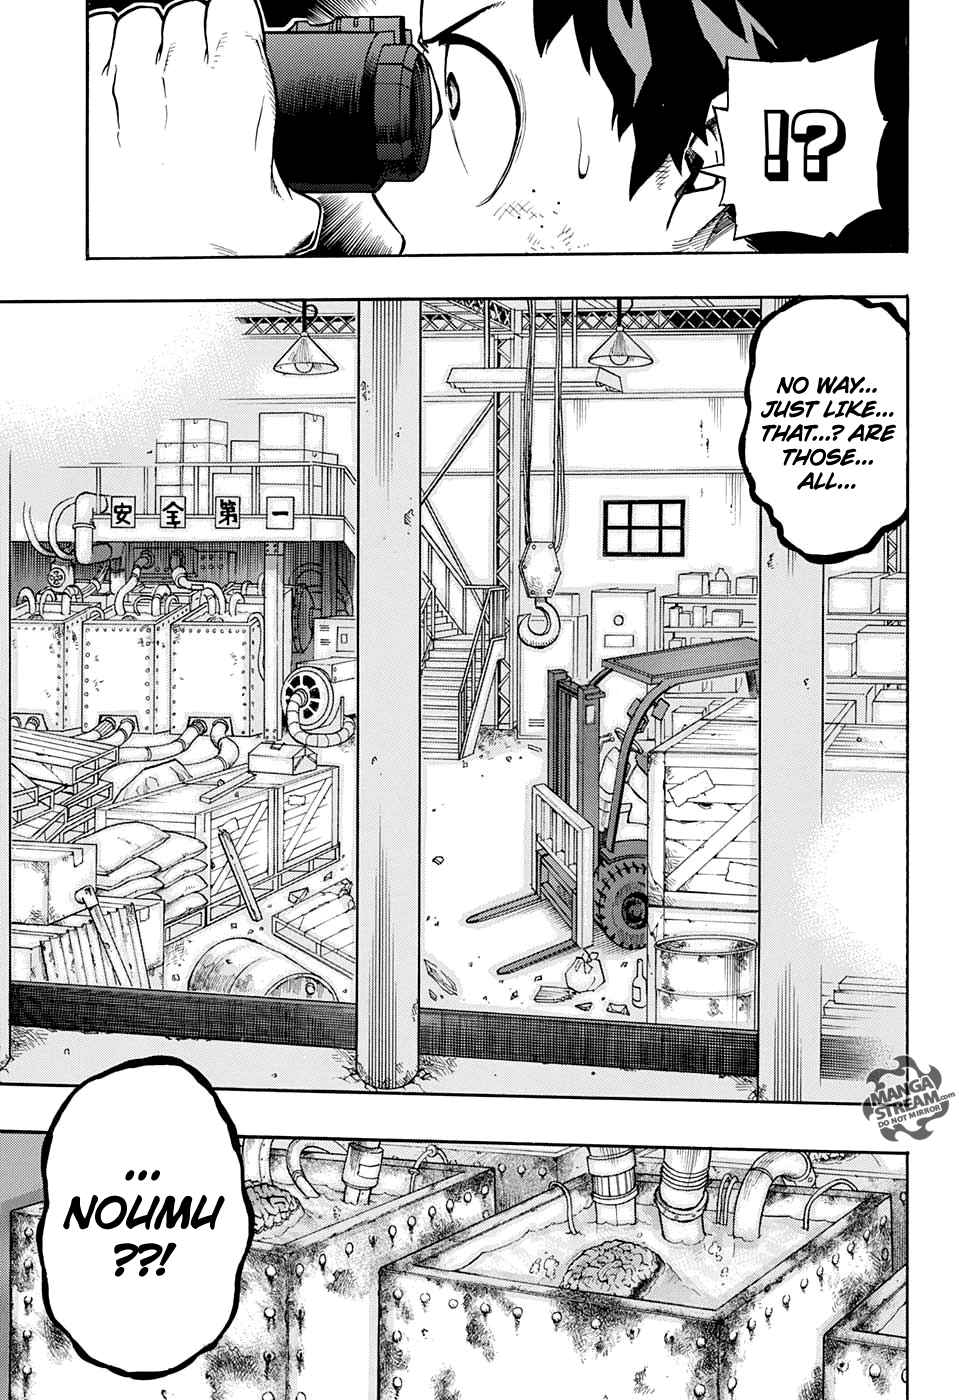 !?
NO WAY...
JUST LIKE...
THAT...? ARE
THOSE...
ALL...
安全第一
MANGA
STREAM.com
DO NOT MIRROR
...
NOUMU
??!